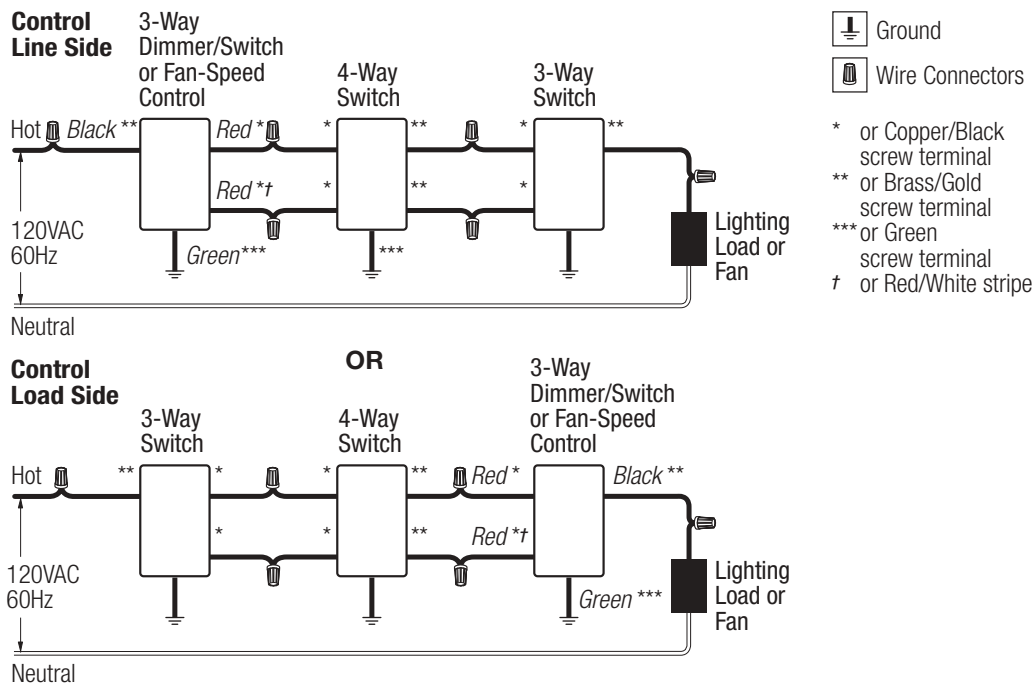 Control
Line Side
3-Way
Dimmer/Switch
or Fan-Speed
Control
4-Way
Switch
3-Way
Switch
Hot
Black **
Red *
*
**
*
**
Red *†
*
**
*
120VAC
60Hz
Green***
***
Lighting
Load or
Fan
Neutral
Ground
Wire Connectors
* or Copper/Black
screw terminal
** or Brass/Gold
screw terminal
*** or Green
screw terminal
† or Red/White stripe
OR
Control
Load Side
3-Way
Switch
4-Way
Switch
3-Way
Dimmer/Switch
or Fan-Speed
Control
Hot
**
*
*
**
Red *
Black **
*
*
**
Red *†
120VAC
60Hz
Green ***
Lighting
Load or
Fan
Neutral